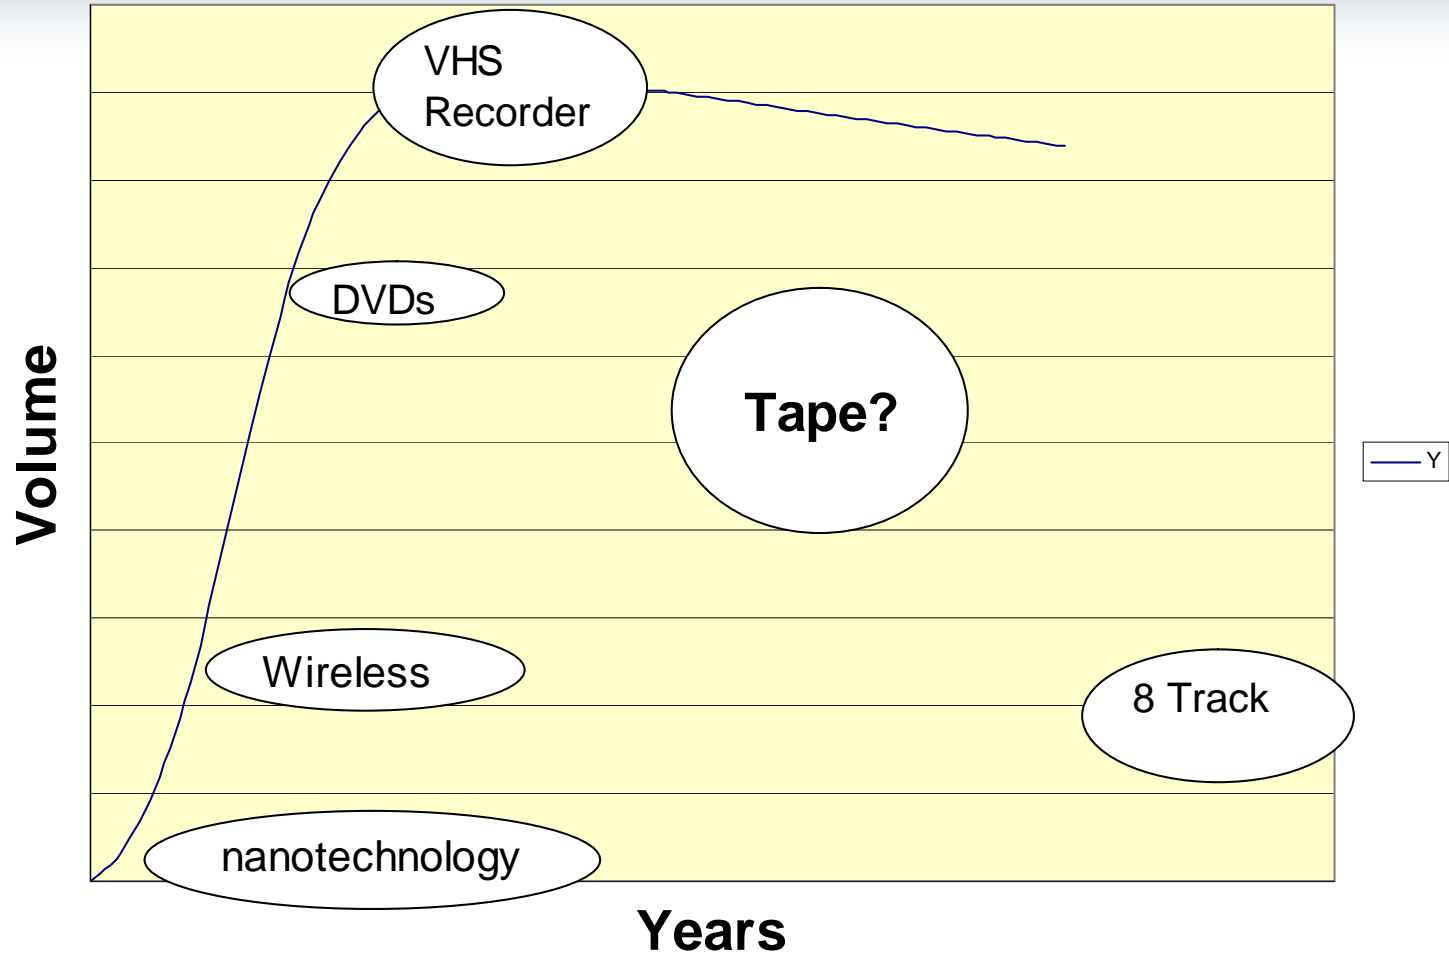 VHS
Recorder
DVDs
Tape?
Volume
Y
Wireless
8 Track
nanotechnology
Years